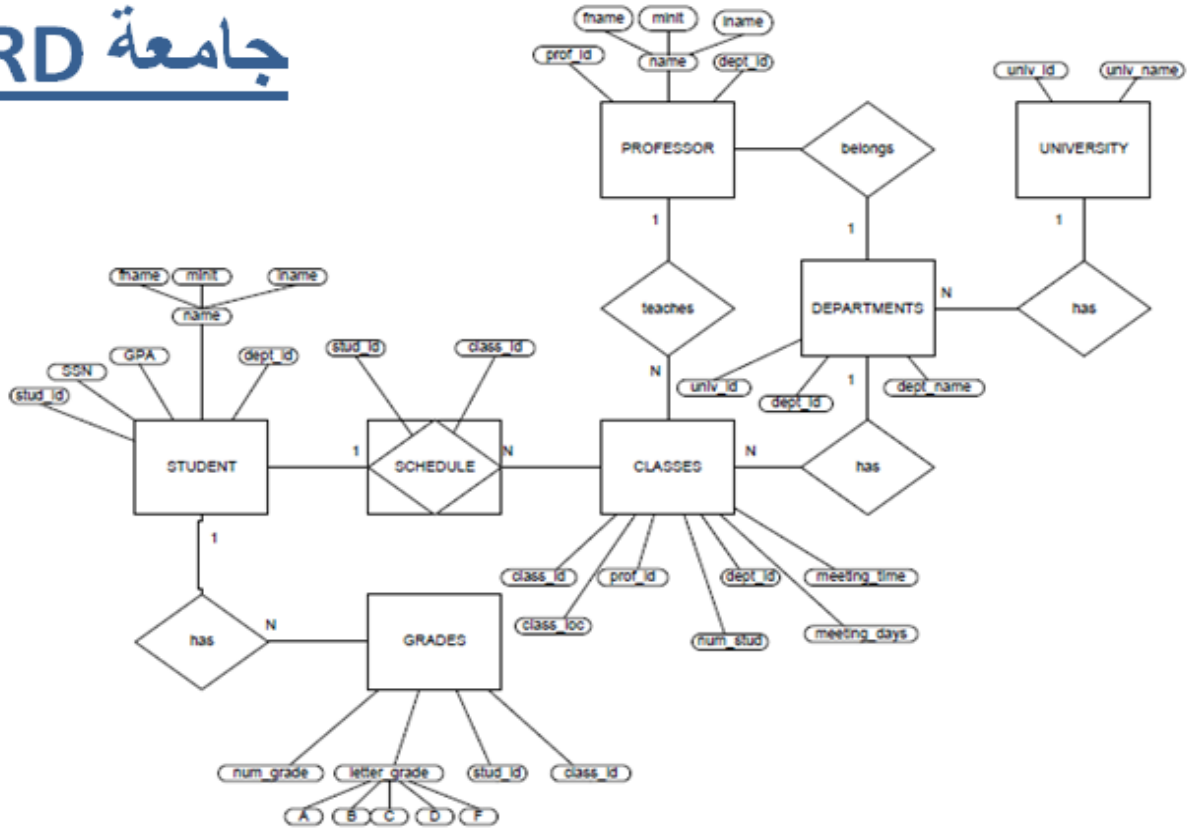 جامعة RD
fname minit lname
prof_id name dept_id
univ_id univ_name
PROFESSOR belongs UNIVERSITY
1 1 1
fname minit lname
name
teaches DEPARTMENTS N has
SSN GPA dept_id stud_id class_id
stud_id
N univ_id dept_id 1 dept_name
STUDENT 1 SCHEDULE N CLASSES N has
1
class_id prof_id dept_id meeting_time
class_loc num_stud meeting_days
has N GRADES
num_grade letter_grade stud_id class_id
A B C D F